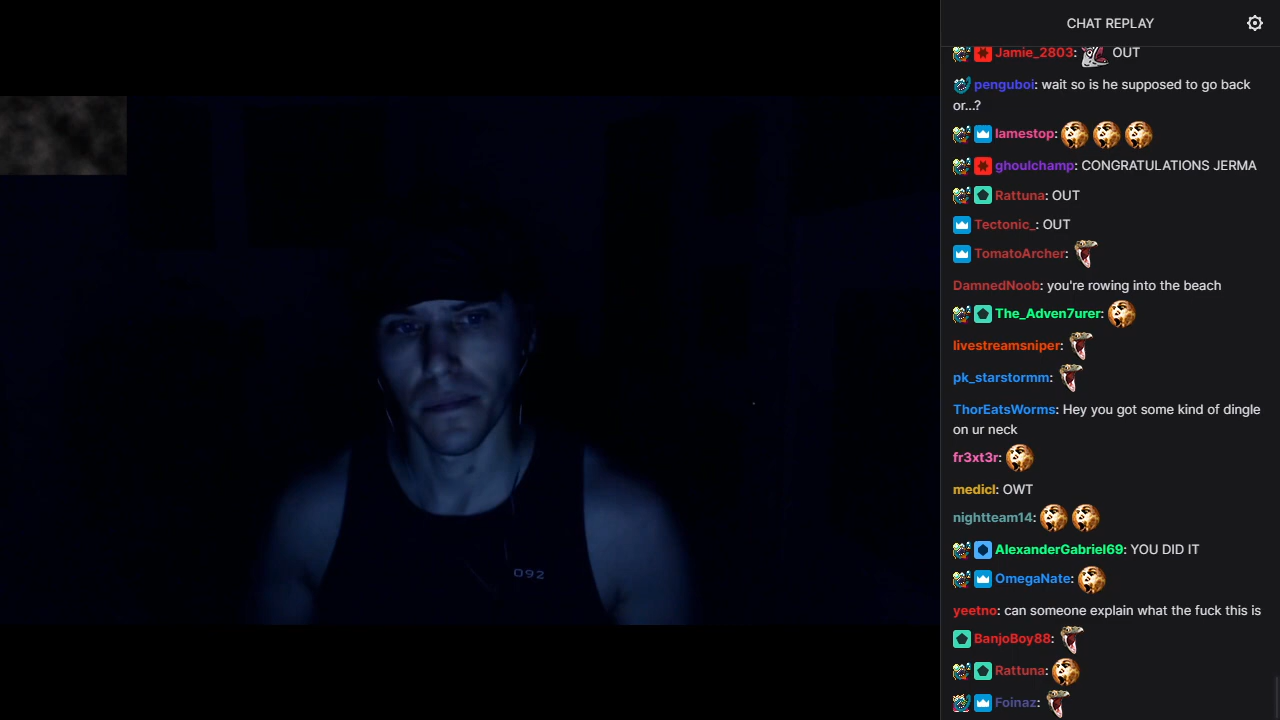 CHAT REPLAY
Jamie_2803: OUT
penguboi: wait so is he supposed to go back
or...?
lamestop:
ghoulchamp: CONGRATULATIONS JERMA
Rattuna: OUT
Tectonic_: OUT
TomatoArcher:
DamnedNoob: you're rowing into the beach
The_Adven7urer:
livestreamsniper:
pk_starstormm:
ThorEatsWorms: Hey you got some kind of dingle
on ur neck
fr3xt3r:
medicl: OWT
nightteam14:
AlexanderGabriel69: YOU DID IT
OmegaNate:
yeetno: can someone explain what the fuck this is
BanjoBoy88:
Rattuna:
Foinaz:
092